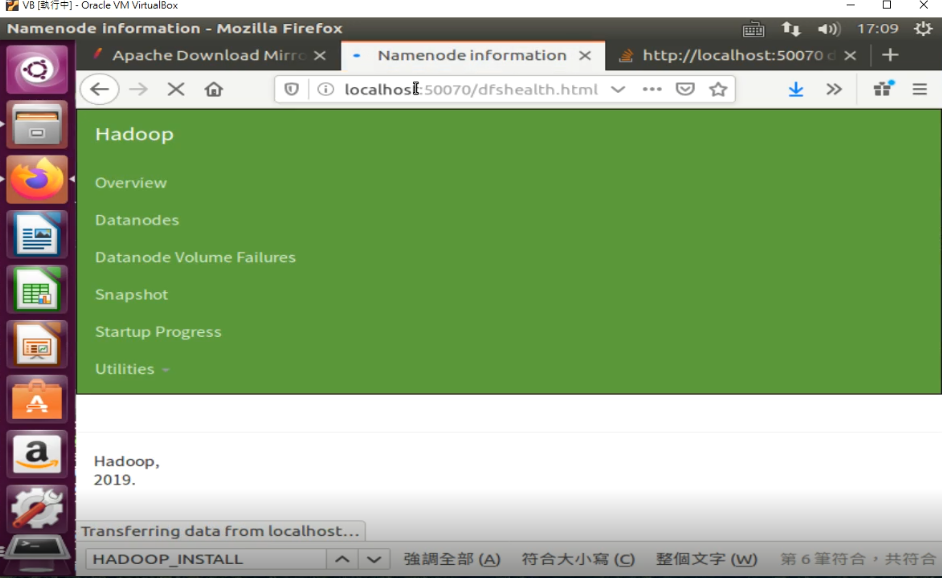 VB [執行中] - Oracle VM VirtualBox
Namenode information - Mozilla Firefox
17:09
Apache Download Mirro
Namenode information
http://localhost:50070 d
localhost:50070/dfshealth.html
Hadoop
Overview
Datanodes
Datanode Volume Failures
Snapshot
Startup Progress
Utilities
Hadoop,
2019.
Transferring data from localhost...
HADOOP_INSTALL 強調全部 (A) 符合大小寫 (C) 整個文字 (W) 第 6 筆符合，共符合